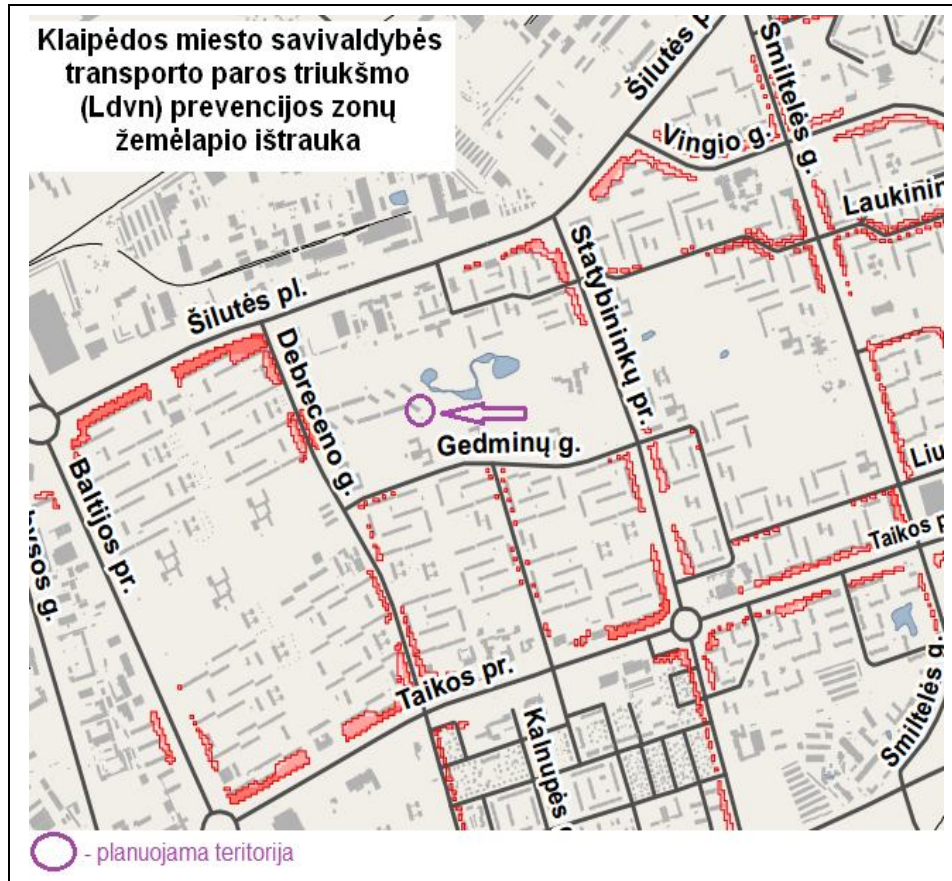 Klaipėdos miesto savivaldybės
transporto paros triukšmo
(Ldvn) prevencijos zonų
žemėlapio ištrauka
Šilutės p
Smiltelės g.
Vingio g.
Laukinin
Statybininkų pr.
Šilutės pl.
Debreceno g.
Gedminų g.
Liu
Baltijos pr.
Taikos p
bysos g.
Taikos pr.
Kalnupės g
Smiltelės g.
- planuojama teritorija